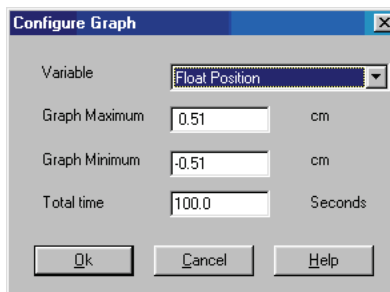 Configure Graph
Variable Float Position
Graph Maximum 0.51 cm
Graph Minimum -0.51 cm
Total time 100.0 Seconds
Ok Cancel Help